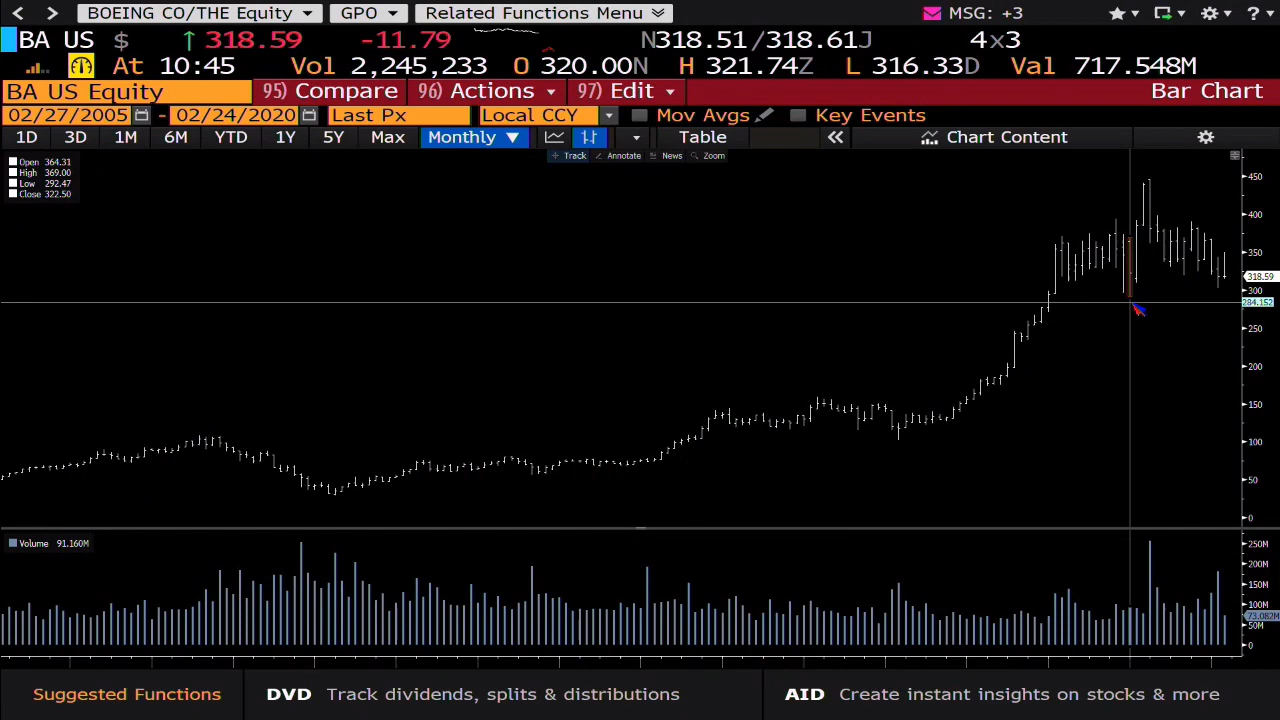 BOEING CO/THE Equity GPO Related Functions Menu MSG: +3
BA US $ ↑ 318.59 -11.79 N318.51/318.61J 4x3
At 10:45 Vol 2,245,233 O 320.00N H 321.74Z L 316.33D Val 717.548M
BA US Equity 95) Compare 96) Actions 97) Edit Bar Chart
02/27/2005 - 02/24/2020 Last Px Local CCY Mov Avgs Key Events
1D 3D 1M 6M YTD 1Y 5Y Max Monthly ▼ Table « Chart Content
Track Annotate News Zoom
Open 364.31
High 369.00
Low 292.47
Close 322.50
450
400
350
318.59
300
284.152
250
200
150
100
50
0
Volume 91.160M
250M
200M
150M
100M
73.082M
50M
0
Suggested Functions DVD Track dividends, splits & distributions AID Create instant insights on stocks & more